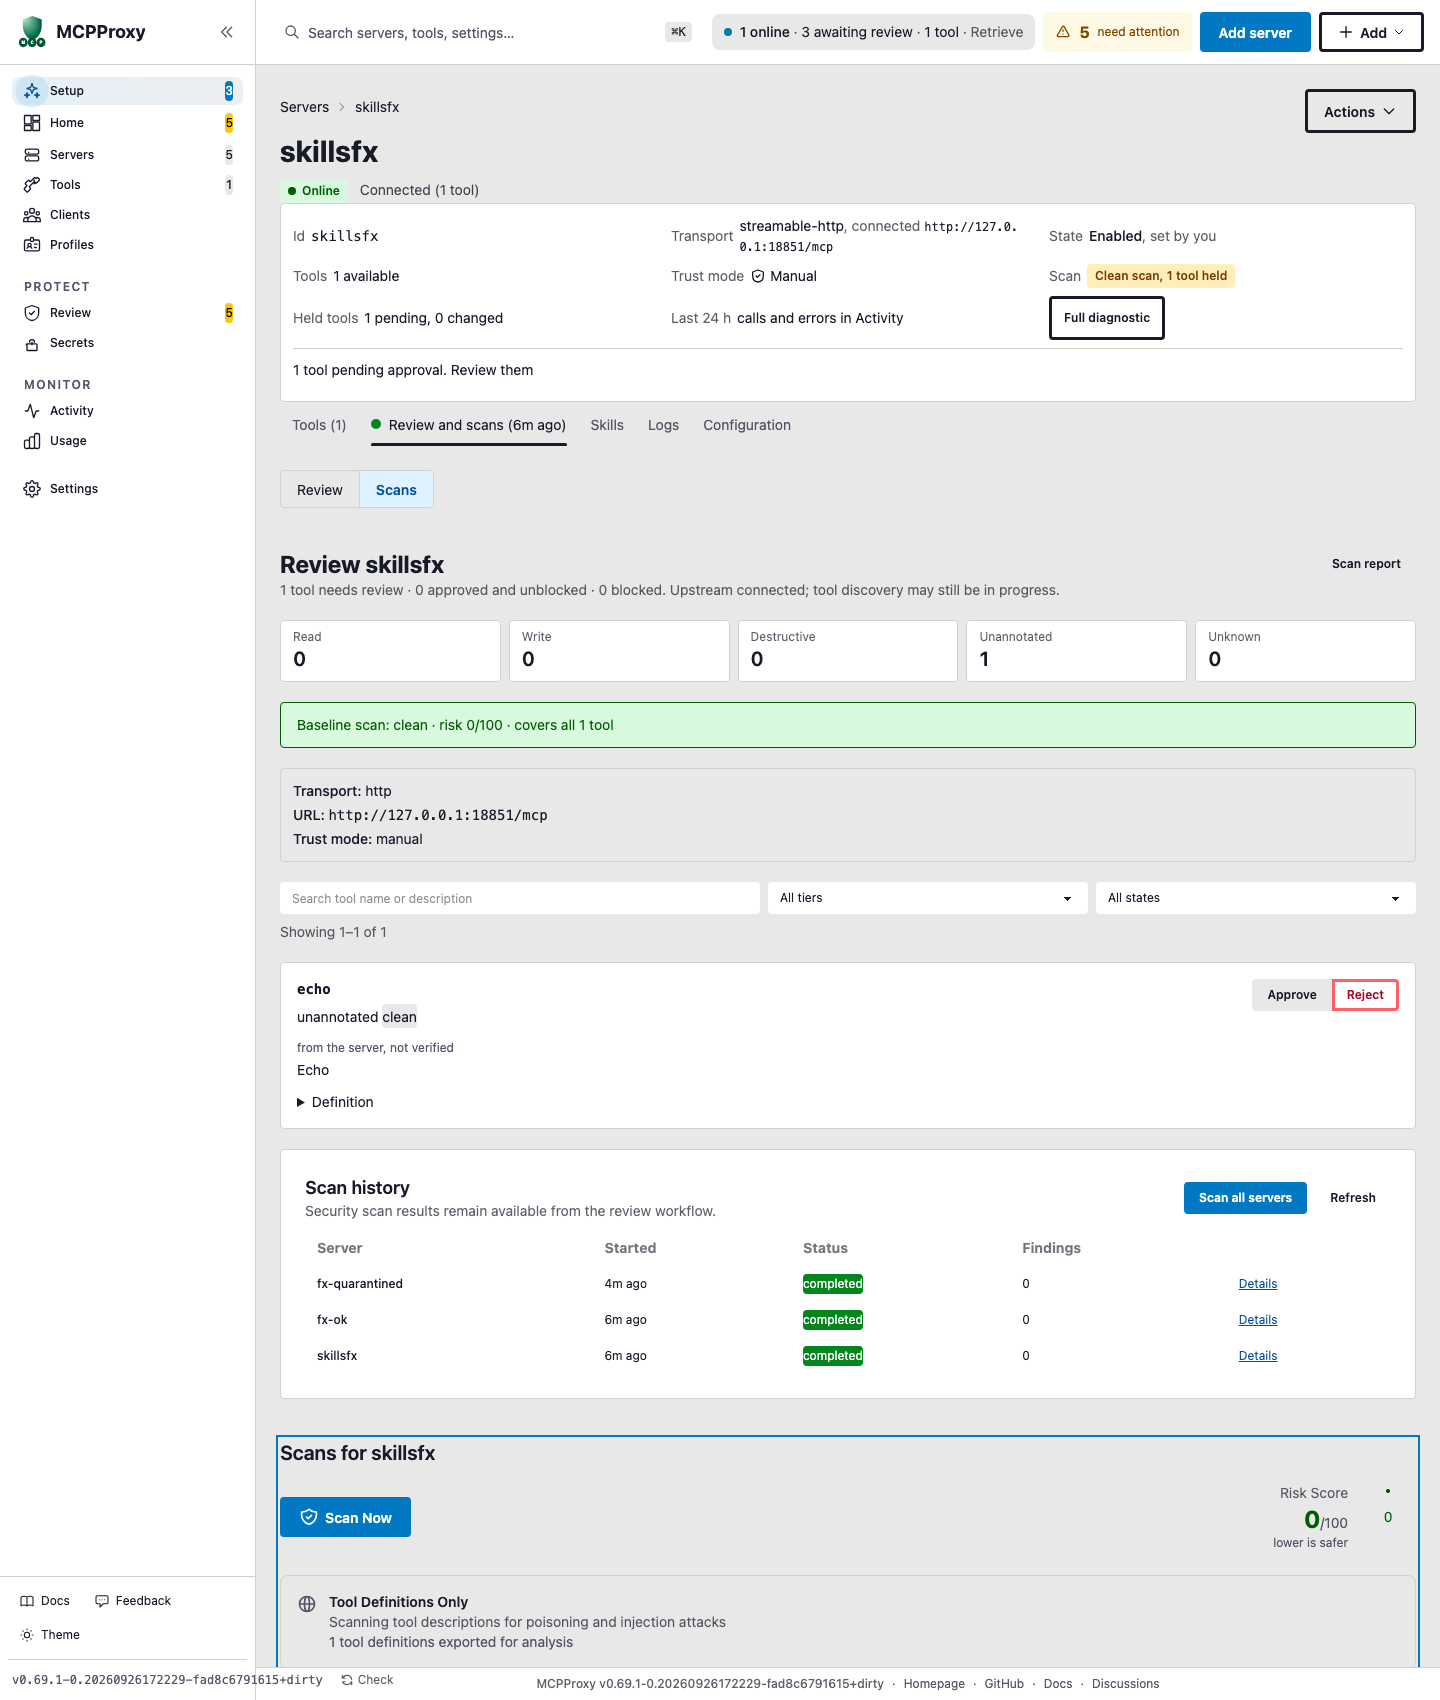 MCPProxy
Search servers, tools, settings...
⌘K
1 online · 3 awaiting review · 1 tool · Retrieve
5 need attention
Add server
Add
Setup
3
Home
5
Servers
5
Tools
1
Clients
Profiles
PROTECT
Review
5
Secrets
MONITOR
Activity
Usage
Settings
Servers
skillsfx
Actions
skillsfx
Online
Connected (1 tool)
Id skillsfx
Transport streamable-http, connected http://127.0.
0.1:18851/mcp
State Enabled, set by you
Tools 1 available
Trust mode Manual
Scan Clean scan, 1 tool held
Held tools 1 pending, 0 changed
Last 24 h calls and errors in Activity
Full diagnostic
1 tool pending approval. Review them
Tools (1)
Review and scans (6m ago)
Skills
Logs
Configuration
Review
Scans
Review skillsfx
Scan report
1 tool needs review · 0 approved and unblocked · 0 blocked. Upstream connected; tool discovery may still be in progress.
Read
0
Write
0
Destructive
0
Unannotated
1
Unknown
0
Baseline scan: clean · risk 0/100 · covers all 1 tool
Transport: http
URL: http://127.0.0.1:18851/mcp
Trust mode: manual
Search tool name or description
All tiers
All states
Showing 1–1 of 1
echo
Approve
Reject
unannotated clean
from the server, not verified
Echo
Definition
Scan history
Security scan results remain available from the review workflow.
Scan all servers
Refresh
Server Started Status Findings
fx-quarantined 4m ago completed 0 Details
fx-ok 6m ago completed 0 Details
skillsfx 6m ago completed 0 Details
Scans for skillsfx
Scan Now
Risk Score
0/100
lower is safer
0
Tool Definitions Only
Scanning tool descriptions for poisoning and injection attacks
1 tool definitions exported for analysis
Docs
Feedback
Theme
v0.69.1-0.20260926172229-fad8c6791615+dirty
Check
MCPProxy v0.69.1-0.20260926172229-fad8c6791615+dirty · Homepage · GitHub · Docs · Discussions